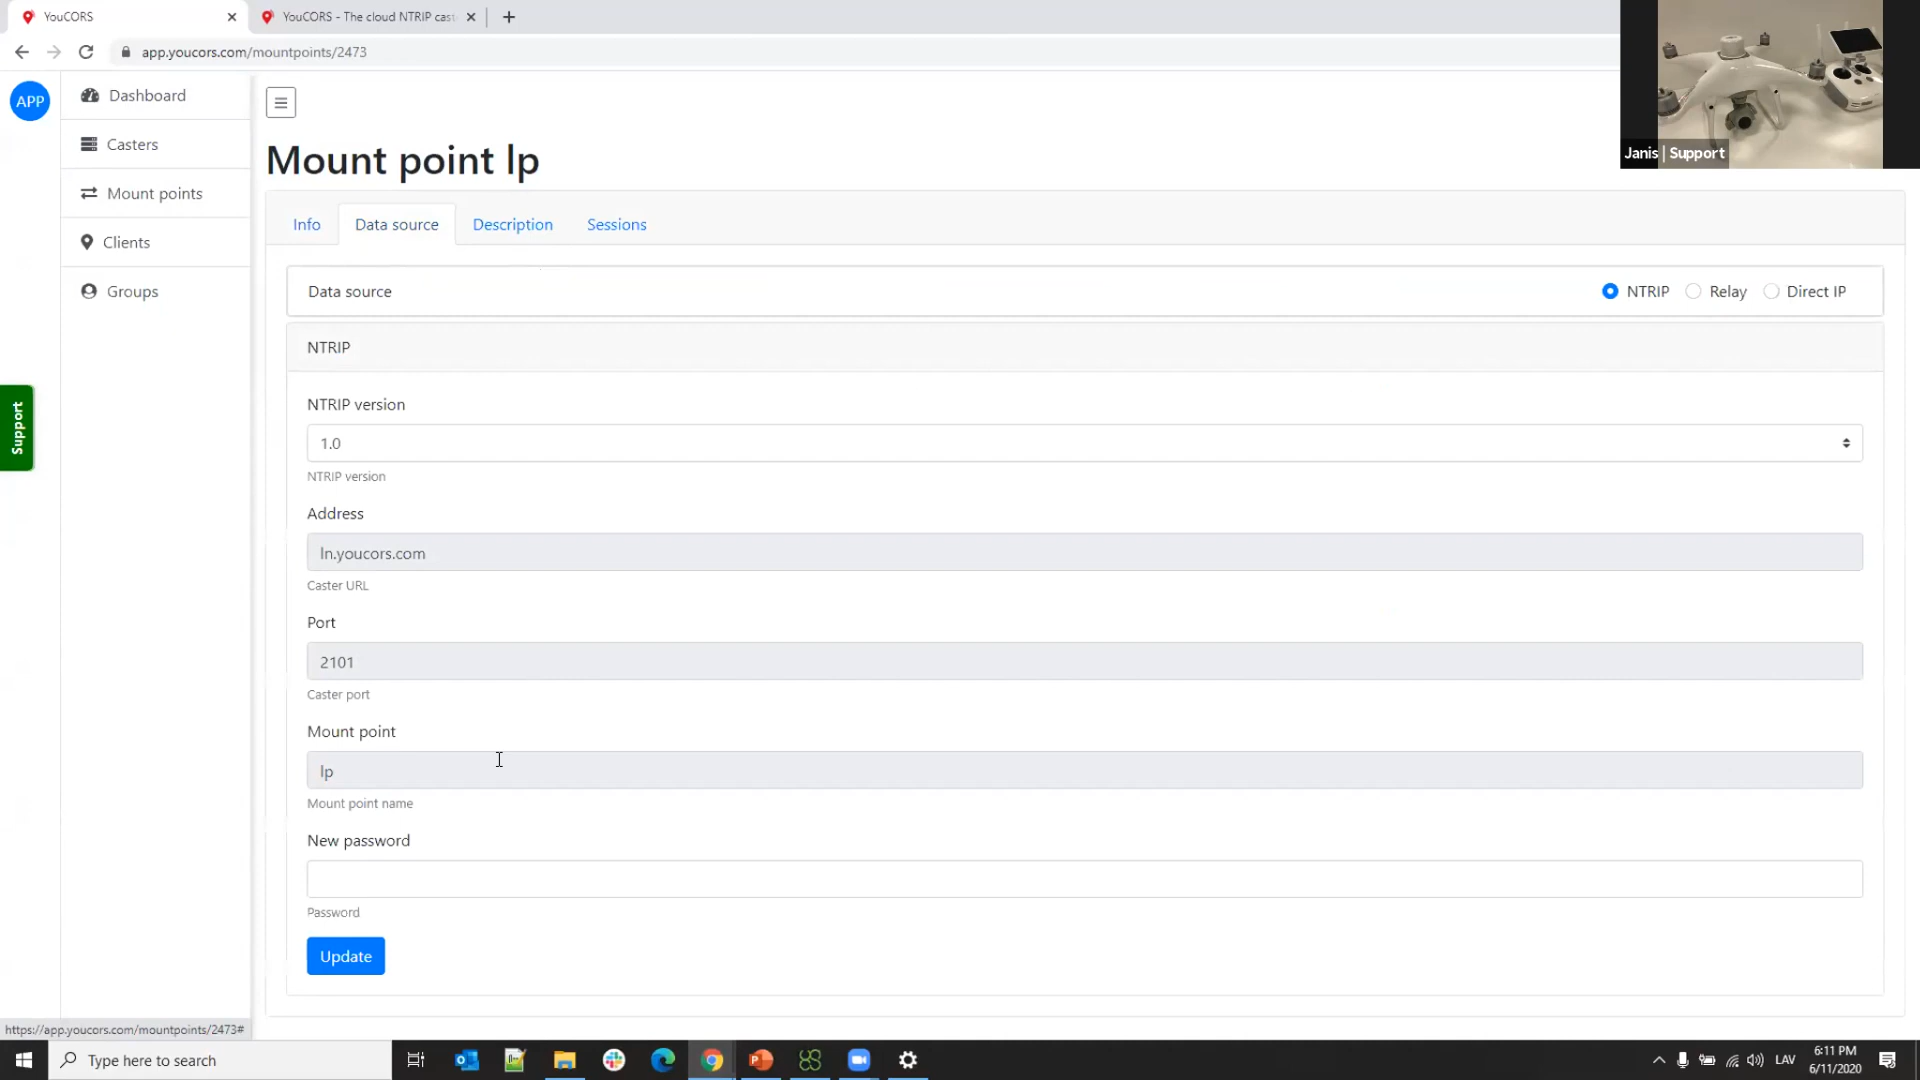 YouCORS
YouCORS - The cloud NTRIP cast
app.youcors.com/mountpoints/2473
APP
Dashboard
Casters
Mount points
Clients
Groups
Support
Janis | Support
Mount point lp
Info
Data source
Description
Sessions
Data source
NTRIP
Relay
Direct IP
NTRIP
NTRIP version
1.0
NTRIP version
Address
ln.youcors.com
Caster URL
Port
2101
Caster port
Mount point
lp
Mount point name
New password
Password
Update
https://app.youcors.com/mountpoints/2473#
Type here to search
LAV
6:11 PM
6/11/2020